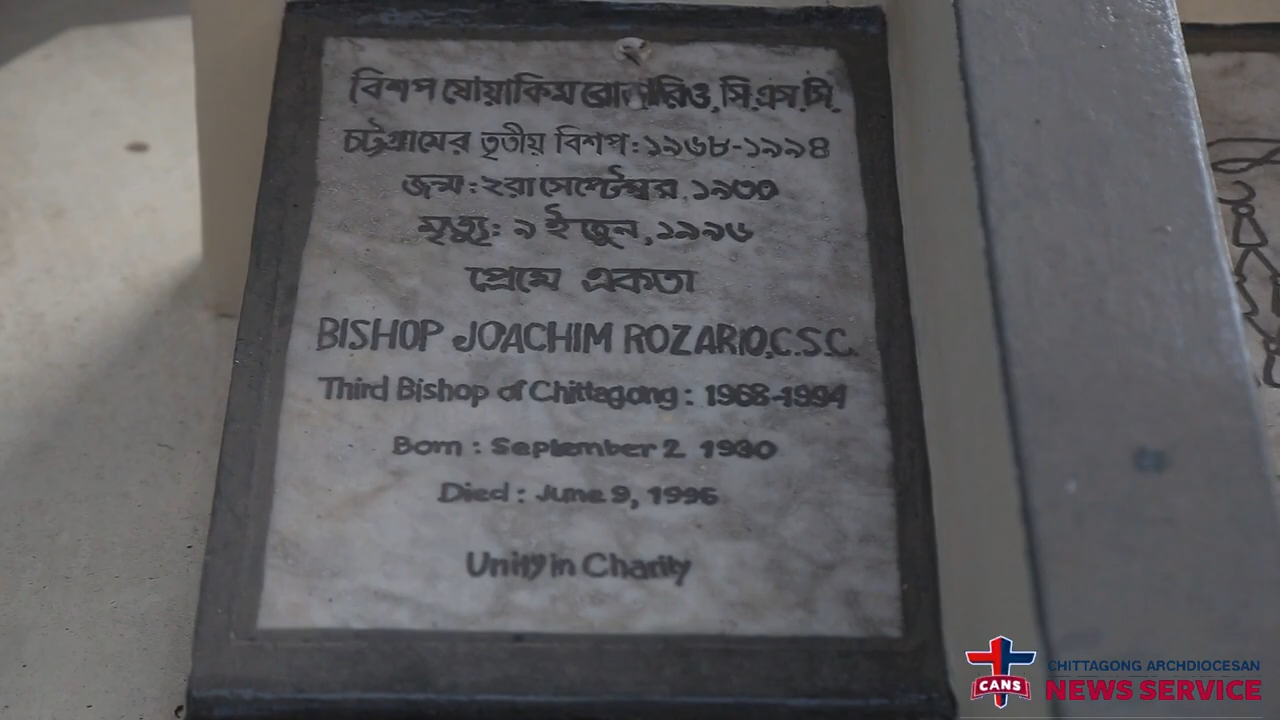 বিশপ যোয়াকিম রোজারিও, সি.এস.সি.
চট্টগ্রামের তৃতীয় বিশপ : ১৯৬৮-১৯৯৪
জন্ম : ২রা সেপ্টেম্বর, ১৯৩০
মৃত্যু : ৯ ই জুন, ১৯৯৬
প্রেমে একতা
BISHOP JOACHIM ROZARIO, C.S.C.
Third Bishop of Chittagong : 1968-1994
Born : September 2 1930
Died : June 9, 1996
Unity in Charity
CANS
CHITTAGONG ARCHDIOCESAN
NEWS SERVICE